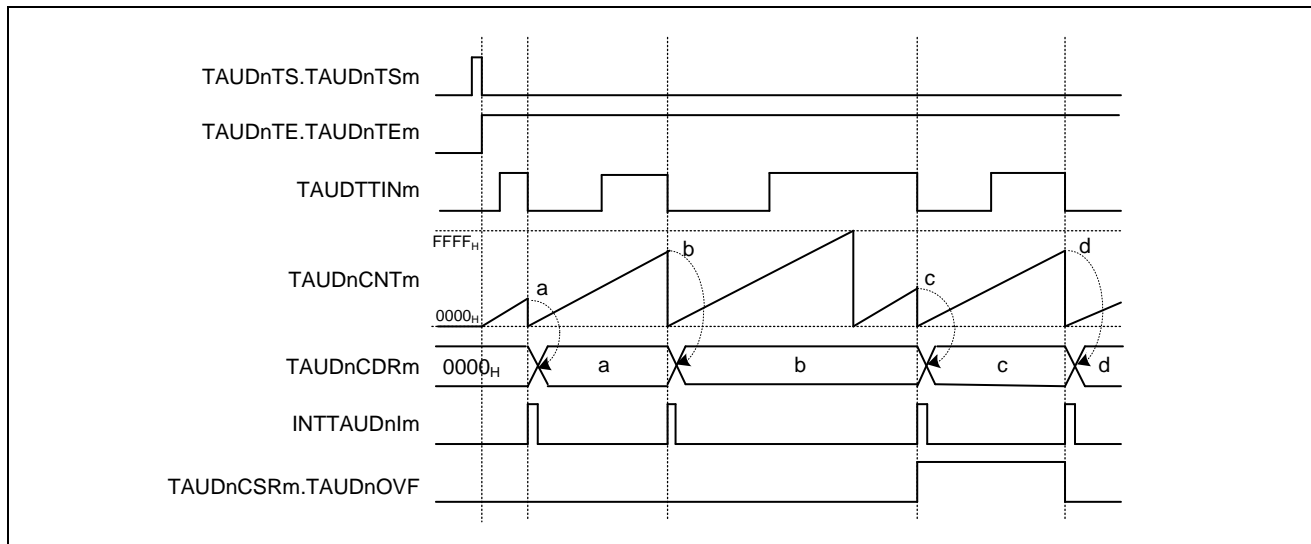 TAUDnTS.TAUDnTSm
TAUDnTE.TAUDnTEm
TAUDTTINm
FFFFH
TAUDnCNTm
0000H
a
b
c
d
TAUDnCDRm
0000H
a
b
c
d
INTTAUDnIm
TAUDnCSRm.TAUDnOVF